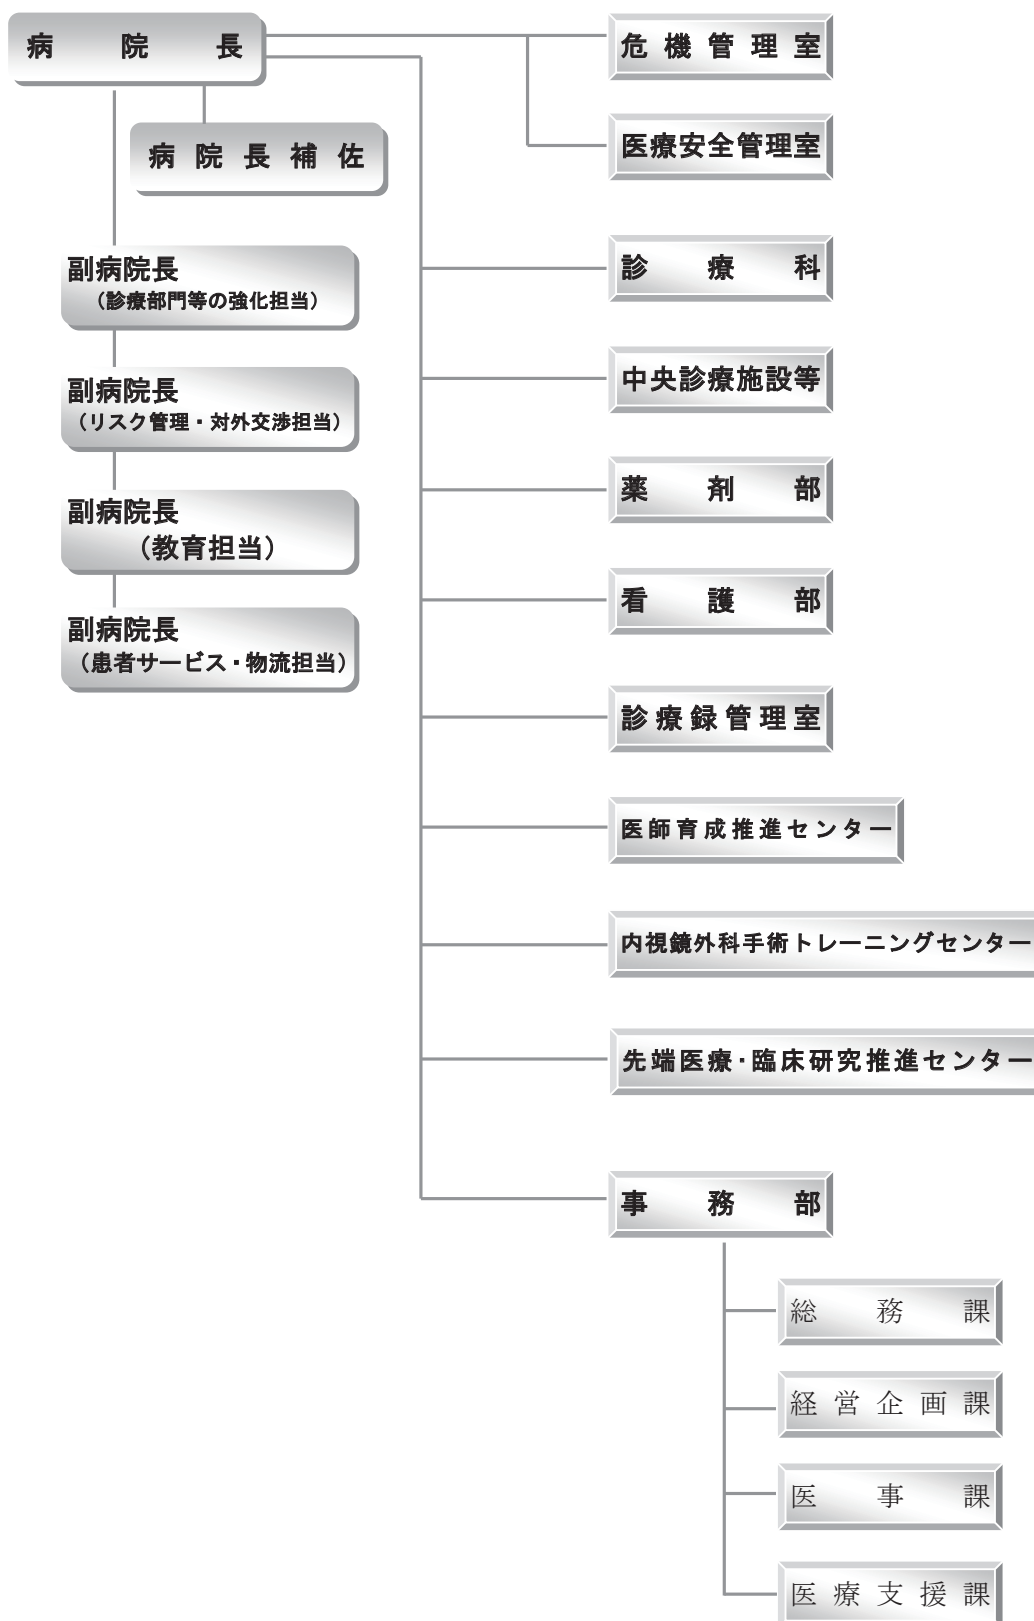 病院長
病院長補佐
副病院長
（診療部門等の強化担当）
副病院長
（リスク管理・対外交渉担当）
副病院長
（教育担当）
副病院長
（患者サービス・物流担当）
危機管理室
医療安全管理室
診療科
中央診療施設等
薬剤部
看護部
診療録管理室
医師育成推進センター
内視鏡外科手術トレーニングセンター
先端医療・臨床研究推進センター
事務部
総務課
経営企画課
医事課
医療支援課